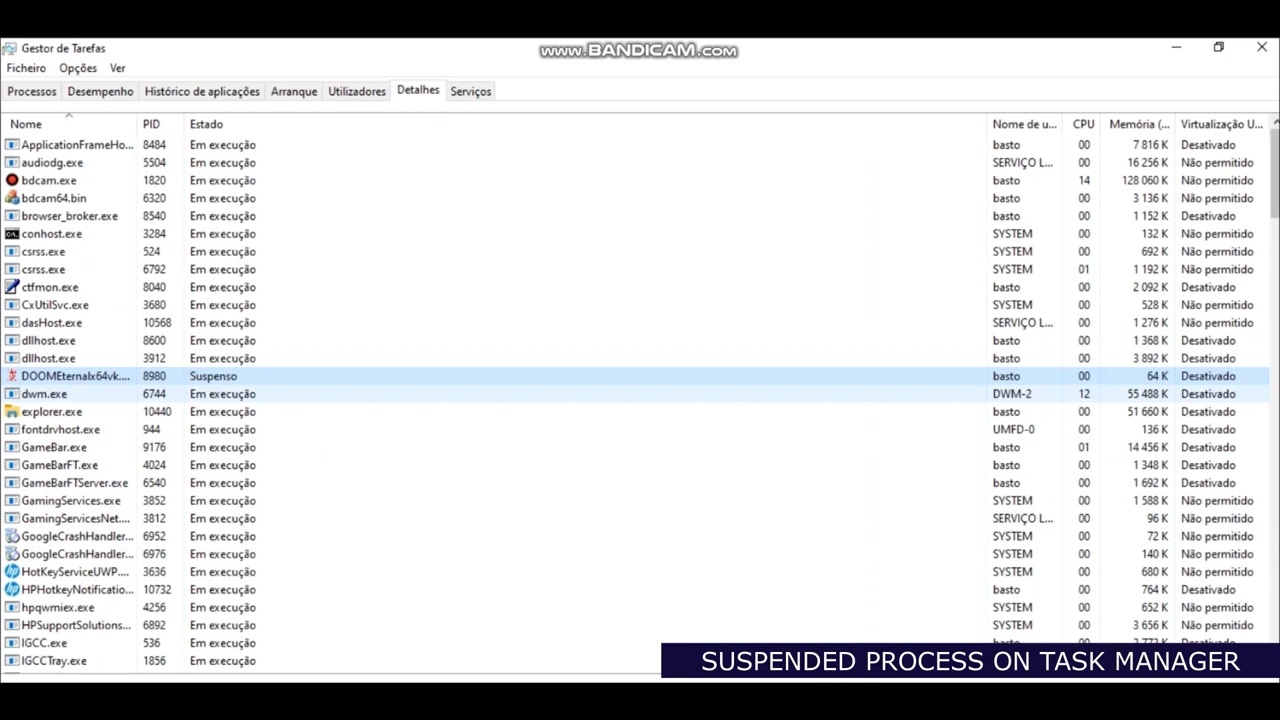 Gestor de Tarefas
www.BANDICAM.com
Ficheiro Opções Ver
Processos Desempenho Histórico de aplicações Arranque Utilizadores Detalhes Serviços
Nome PID Estado Nome de u... CPU Memória (... Virtualização U...
ApplicationFrameHo... 8484 Em execução basto 00 7 816 K Desativado
audiodg.exe 5504 Em execução SERVIÇO L... 00 16 256 K Não permitido
bdcam.exe 1820 Em execução basto 14 128 060 K Não permitido
bdcam64.bin 6320 Em execução basto 00 3 136 K Não permitido
browser_broker.exe 8540 Em execução basto 00 1 152 K Desativado
conhost.exe 3284 Em execução SYSTEM 00 132 K Não permitido
csrss.exe 524 Em execução SYSTEM 00 692 K Não permitido
csrss.exe 6792 Em execução SYSTEM 01 1 192 K Não permitido
ctfmon.exe 8040 Em execução basto 00 2 092 K Desativado
CxUtilSvc.exe 3680 Em execução SYSTEM 00 528 K Não permitido
dasHost.exe 10568 Em execução SERVIÇO L... 00 1 276 K Não permitido
dllhost.exe 8600 Em execução basto 00 1 368 K Desativado
dllhost.exe 3912 Em execução basto 00 3 892 K Desativado
DOOMEternalx64vk.... 8980 Suspenso basto 00 64 K Desativado
dwm.exe 6744 Em execução DWM-2 12 55 488 K Desativado
explorer.exe 10440 Em execução basto 00 51 660 K Desativado
fontdrvhost.exe 944 Em execução UMFD-0 00 136 K Desativado
GameBar.exe 9176 Em execução basto 01 14 456 K Desativado
GameBarFT.exe 4024 Em execução basto 00 1 348 K Desativado
GameBarFTServer.exe 6540 Em execução basto 00 1 692 K Desativado
GamingServices.exe 3852 Em execução SYSTEM 00 1 588 K Não permitido
GamingServicesNet.... 3812 Em execução SERVIÇO L... 00 96 K Não permitido
GoogleCrashHandler... 6952 Em execução SYSTEM 00 72 K Não permitido
GoogleCrashHandler... 6976 Em execução SYSTEM 00 140 K Não permitido
HotKeyServiceUWP.... 3636 Em execução SYSTEM 00 680 K Não permitido
HPHotkeyNotificatio... 10732 Em execução basto 00 764 K Desativado
hpqwmiex.exe 4256 Em execução SYSTEM 00 652 K Não permitido
HPSupportSolutions... 6892 Em execução SYSTEM 00 3 656 K Não permitido
IGCC.exe 536 Em execução basto 00
IGCCTray.exe 1856 Em execução
SUSPENDED PROCESS ON TASK MANAGER